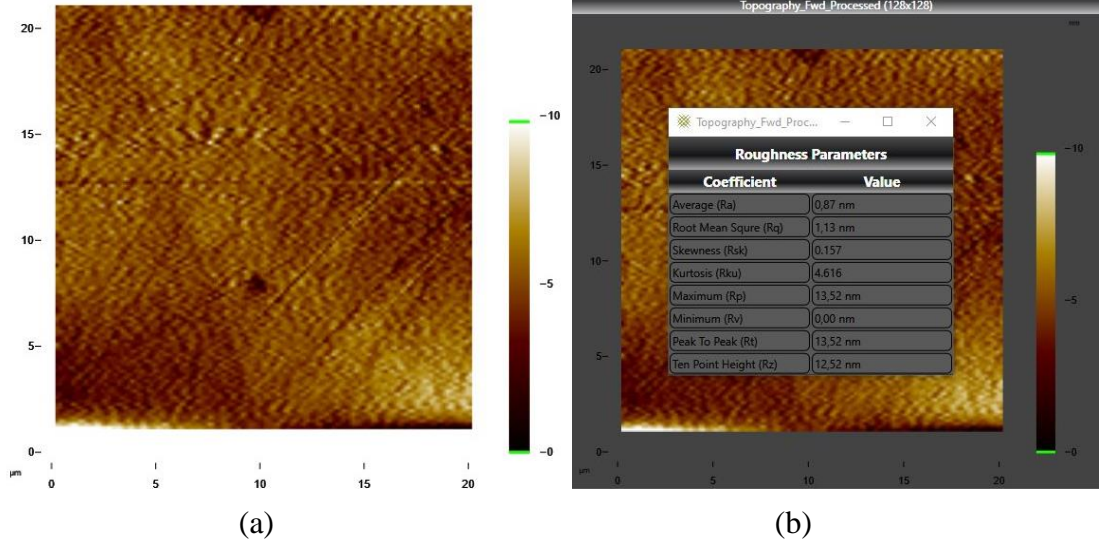 20-
15-
10-
5-
0-
µm
0 5 10 15 20
-10
-5
-0
(a)
Topography_Fwd_Processed (128x128)
nm
20-
15-
10-
5-
0-
µm
0 5 10 15 20
-10
-5
-0
Topography_Fwd_Proc...
Roughness Parameters
Coefficient Value
Average (Ra) 0,87 nm
Root Mean Squre (Rq) 1,13 nm
Skewness (Rsk) 0.157
Kurtosis (Rku) 4.616
Maximum (Rp) 13,52 nm
Minimum (Rv) 0,00 nm
Peak To Peak (Rt) 13,52 nm
Ten Point Height (Rz) 12,52 nm
(b)